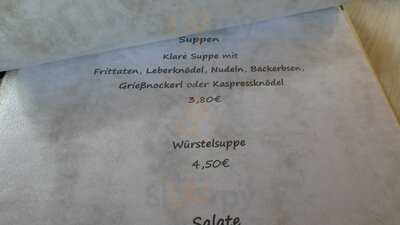 Suppen
Klare Suppe mit
Frittaten, Leberknödel, Nudeln, Backerbsen,
Grießnockerl oder Kaspressknödel
3,80€
Würstelsuppe
4,50€
Salate